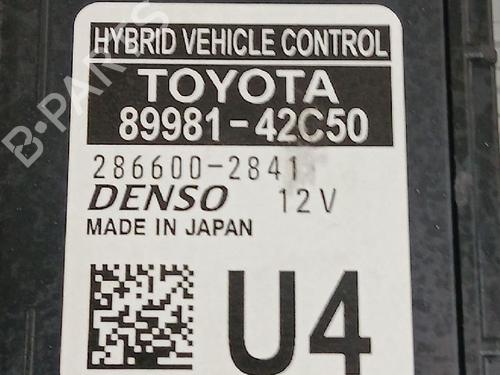 HYBRID VEHICLE CONTROL
TOYOTA
89981-42C50
286600-2841
DENSO 12V
MADE IN JAPAN
U4
B-PARTS